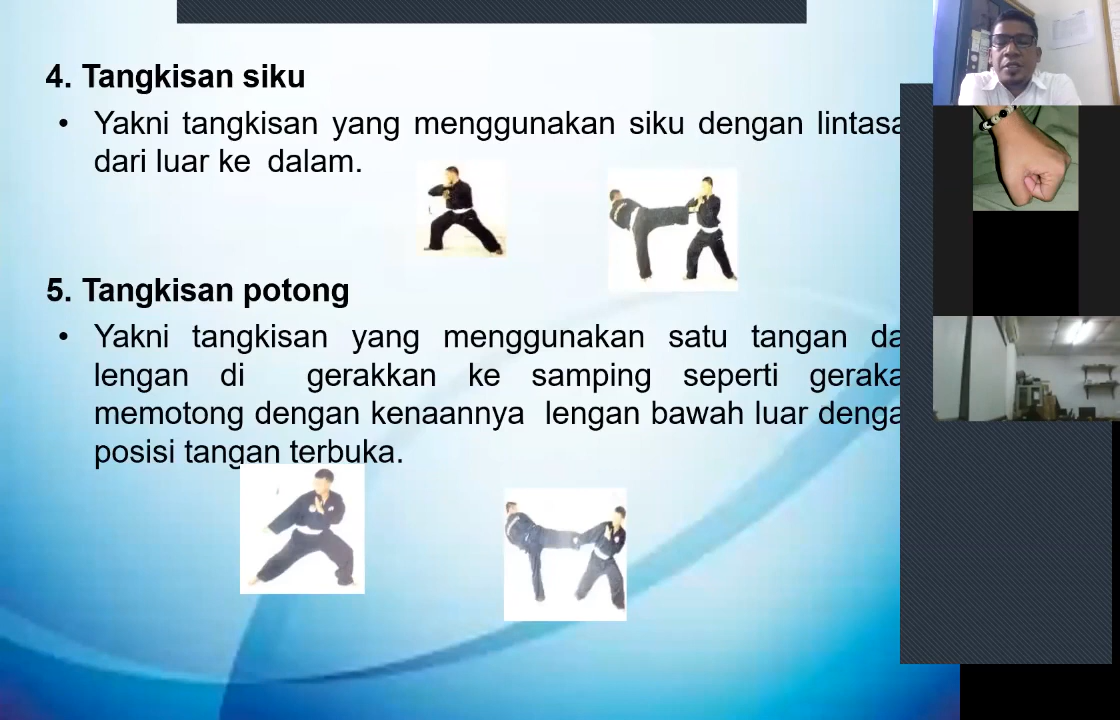 4. Tangkisan siku
• Yakni tangkisan yang menggunakan siku dengan lintasa
dari luar ke dalam.
5. Tangkisan potong
• Yakni tangkisan yang menggunakan satu tangan da
lengan di gerakkan ke samping seperti geraka
memotong dengan kenaannya lengan bawah luar denga
posisi tangan terbuka.